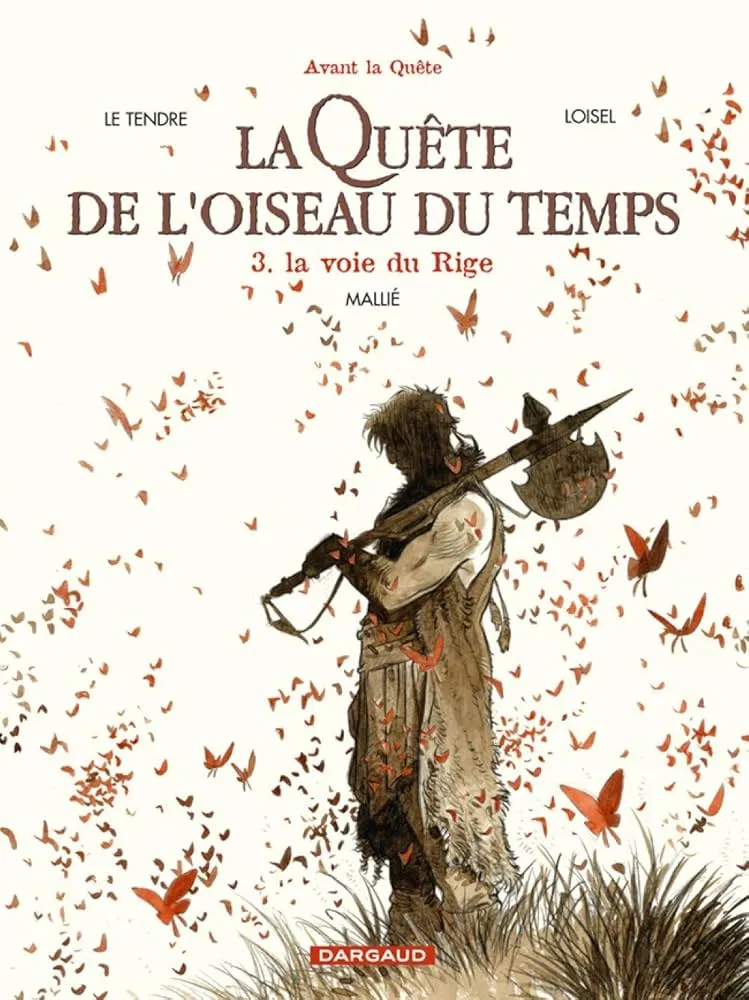 Avant la Quête
LE TENDRE
LOISEL
LA QUÊTE
DE L'OISEAU DU TEMPS
3. la voie du Rige
MALLIÉ
DARGAUD